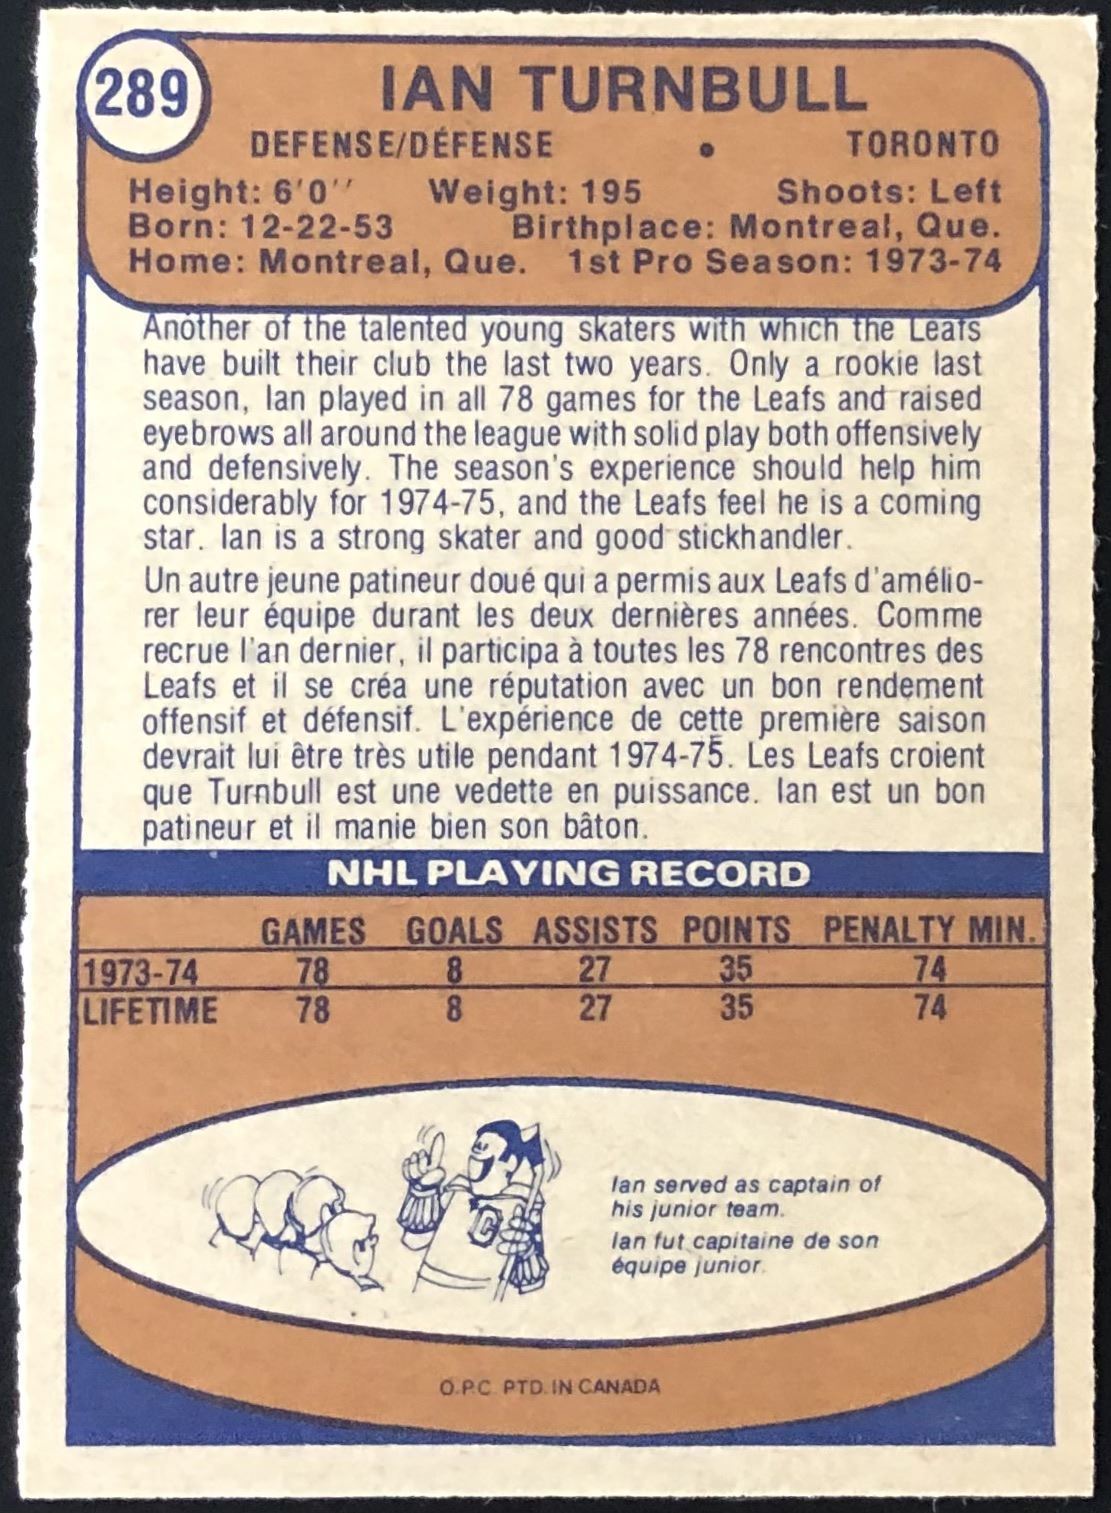 289
IAN TURNBULL
DEFENSE/DÉFENSE • TORONTO
Height: 6'0'' Weight: 195 Shoots: Left
Born: 12-22-53 Birthplace: Montreal, Que.
Home: Montreal, Que. 1st Pro Season: 1973-74
Another of the talented young skaters with which the Leafs
have built their club the last two years. Only a rookie last
season, Ian played in all 78 games for the Leafs and raised
eyebrows all around the league with solid play both offensively
and defensively. The season's experience should help him
considerably for 1974-75, and the Leafs feel he is a coming
star. Ian is a strong skater and good stickhandler.
Un autre jeune patineur doué qui a permis aux Leafs d'amélio-
rer leur équipe durant les deux dernières années. Comme
recrue l'an dernier, il participa à toutes les 78 rencontres des
Leafs et il se créa une réputation avec un bon rendement
offensif et défensif. L'expérience de cette première saison
devrait lui être très utile pendant 1974-75. Les Leafs croient
que Turnbull est une vedette en puissance. Ian est un bon
patineur et il manie bien son bâton.
NHL PLAYING RECORD
GAMES GOALS ASSISTS POINTS PENALTY MIN.
1973-74 78 8 27 35 74
LIFETIME 78 8 27 35 74
C
Ian served as captain of
his junior team.
Ian fut capitaine de son
équipe junior.
O.P.C. PTD. IN CANADA